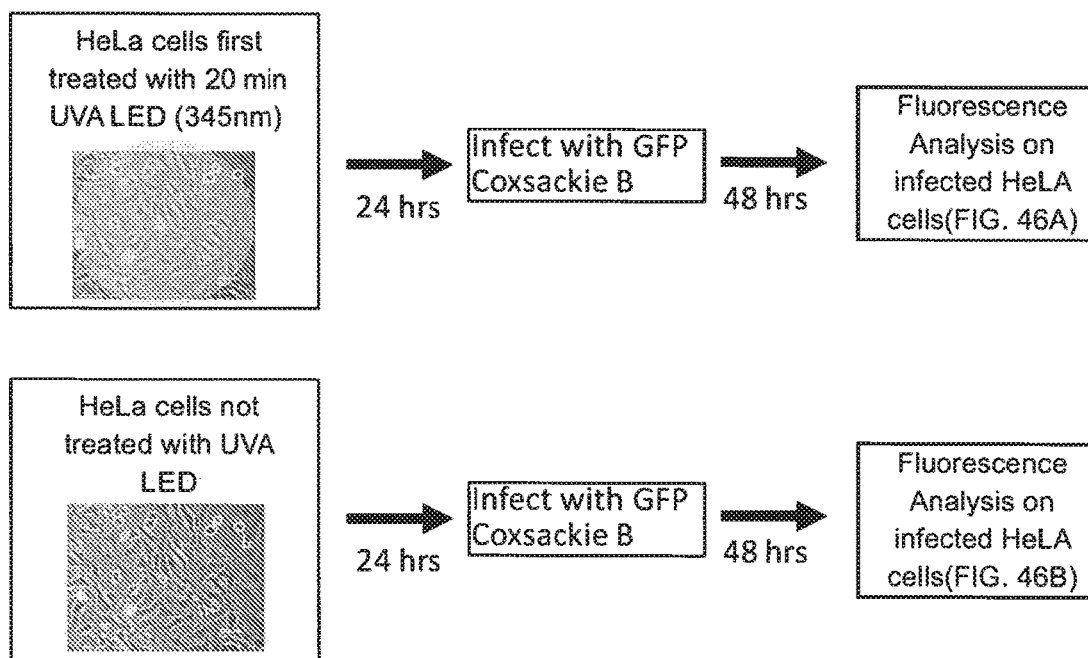 HeLa cells first
treated with 20 min
UVA LED (345nm)
24 hrs
Infect with GFP
Coxsackie B
48 hrs
Fluorescence
Analysis on
infected HeLA
cells(FIG. 46A)
HeLa cells not
treated with UVA
LED
24 hrs
Infect with GFP
Coxsackie B
48 hrs
Fluorescence
Analysis on
infected HeLA
cells(FIG. 46B)